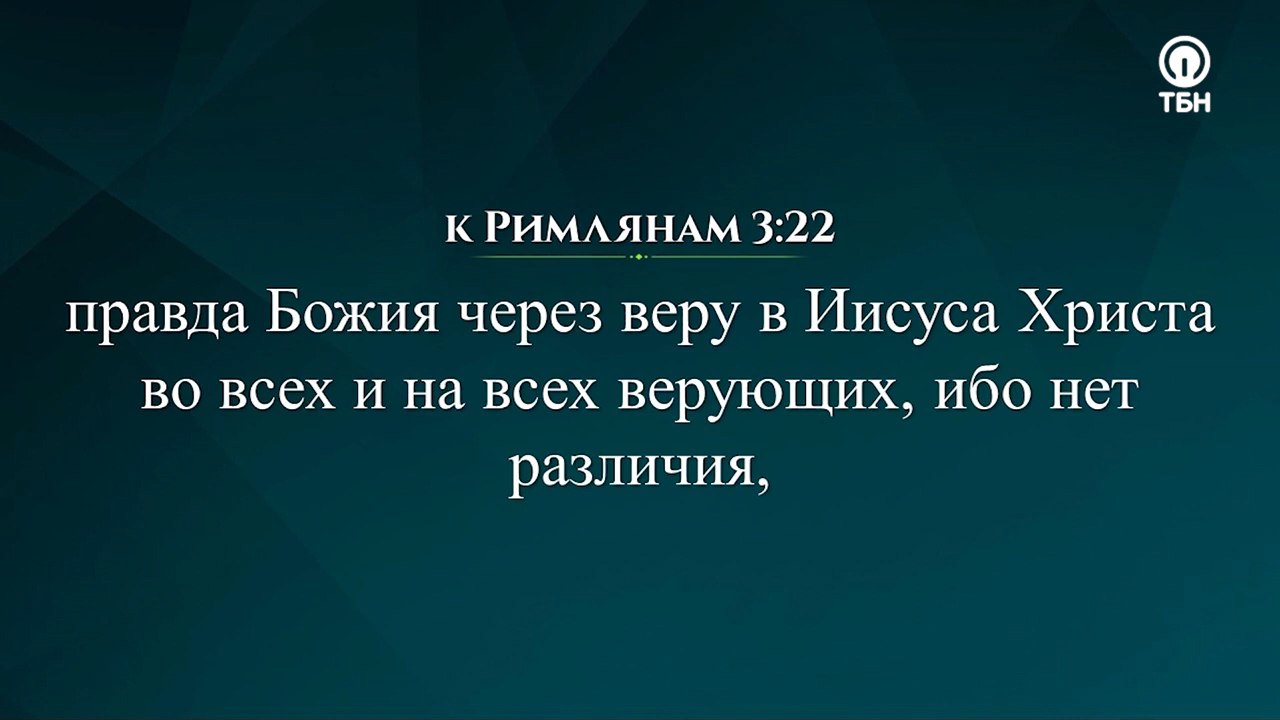 ТБН
к Римлянам 3:22
правда Божия через веру в Иисуса Христа
во всех и на всех верующих, ибо нет
различия,